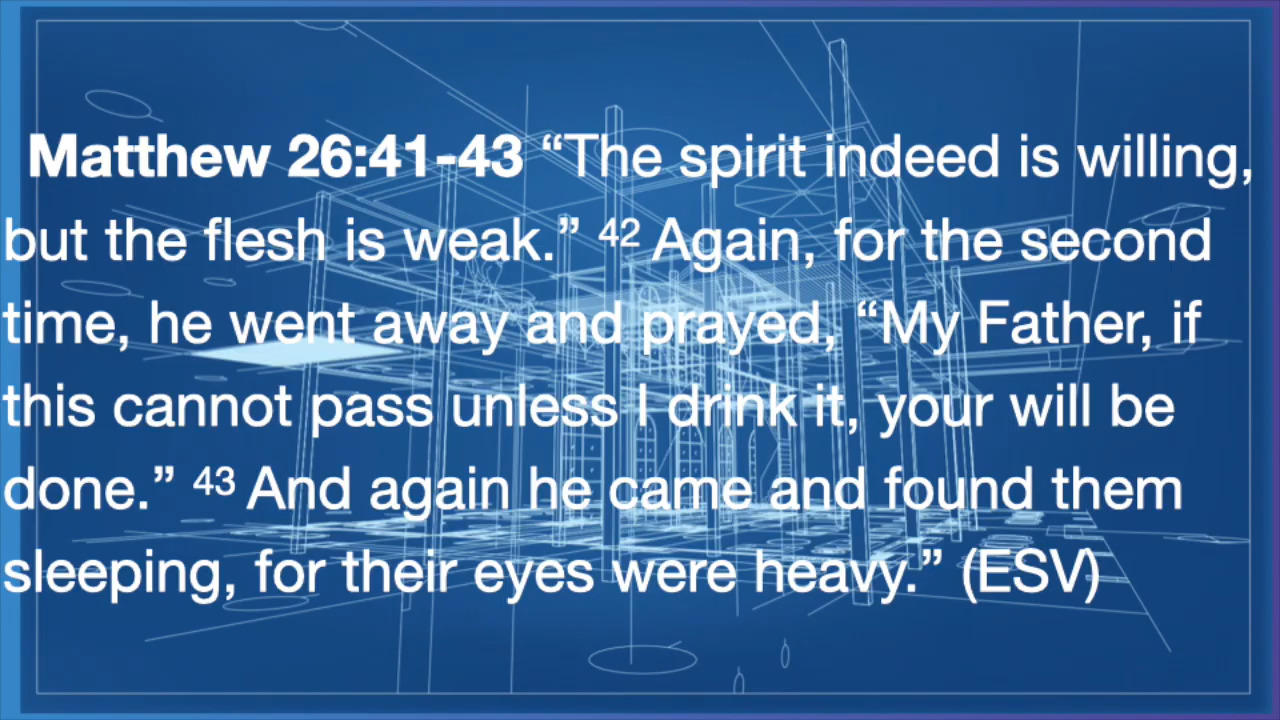 Matthew 26:41-43 “The spirit indeed is willing,
but the flesh is weak.” 42 Again, for the second
time, he went away and prayed, “My Father, if
this cannot pass unless I drink it, your will be
done.” 43 And again he came and found them
sleeping, for their eyes were heavy.” (ESV)